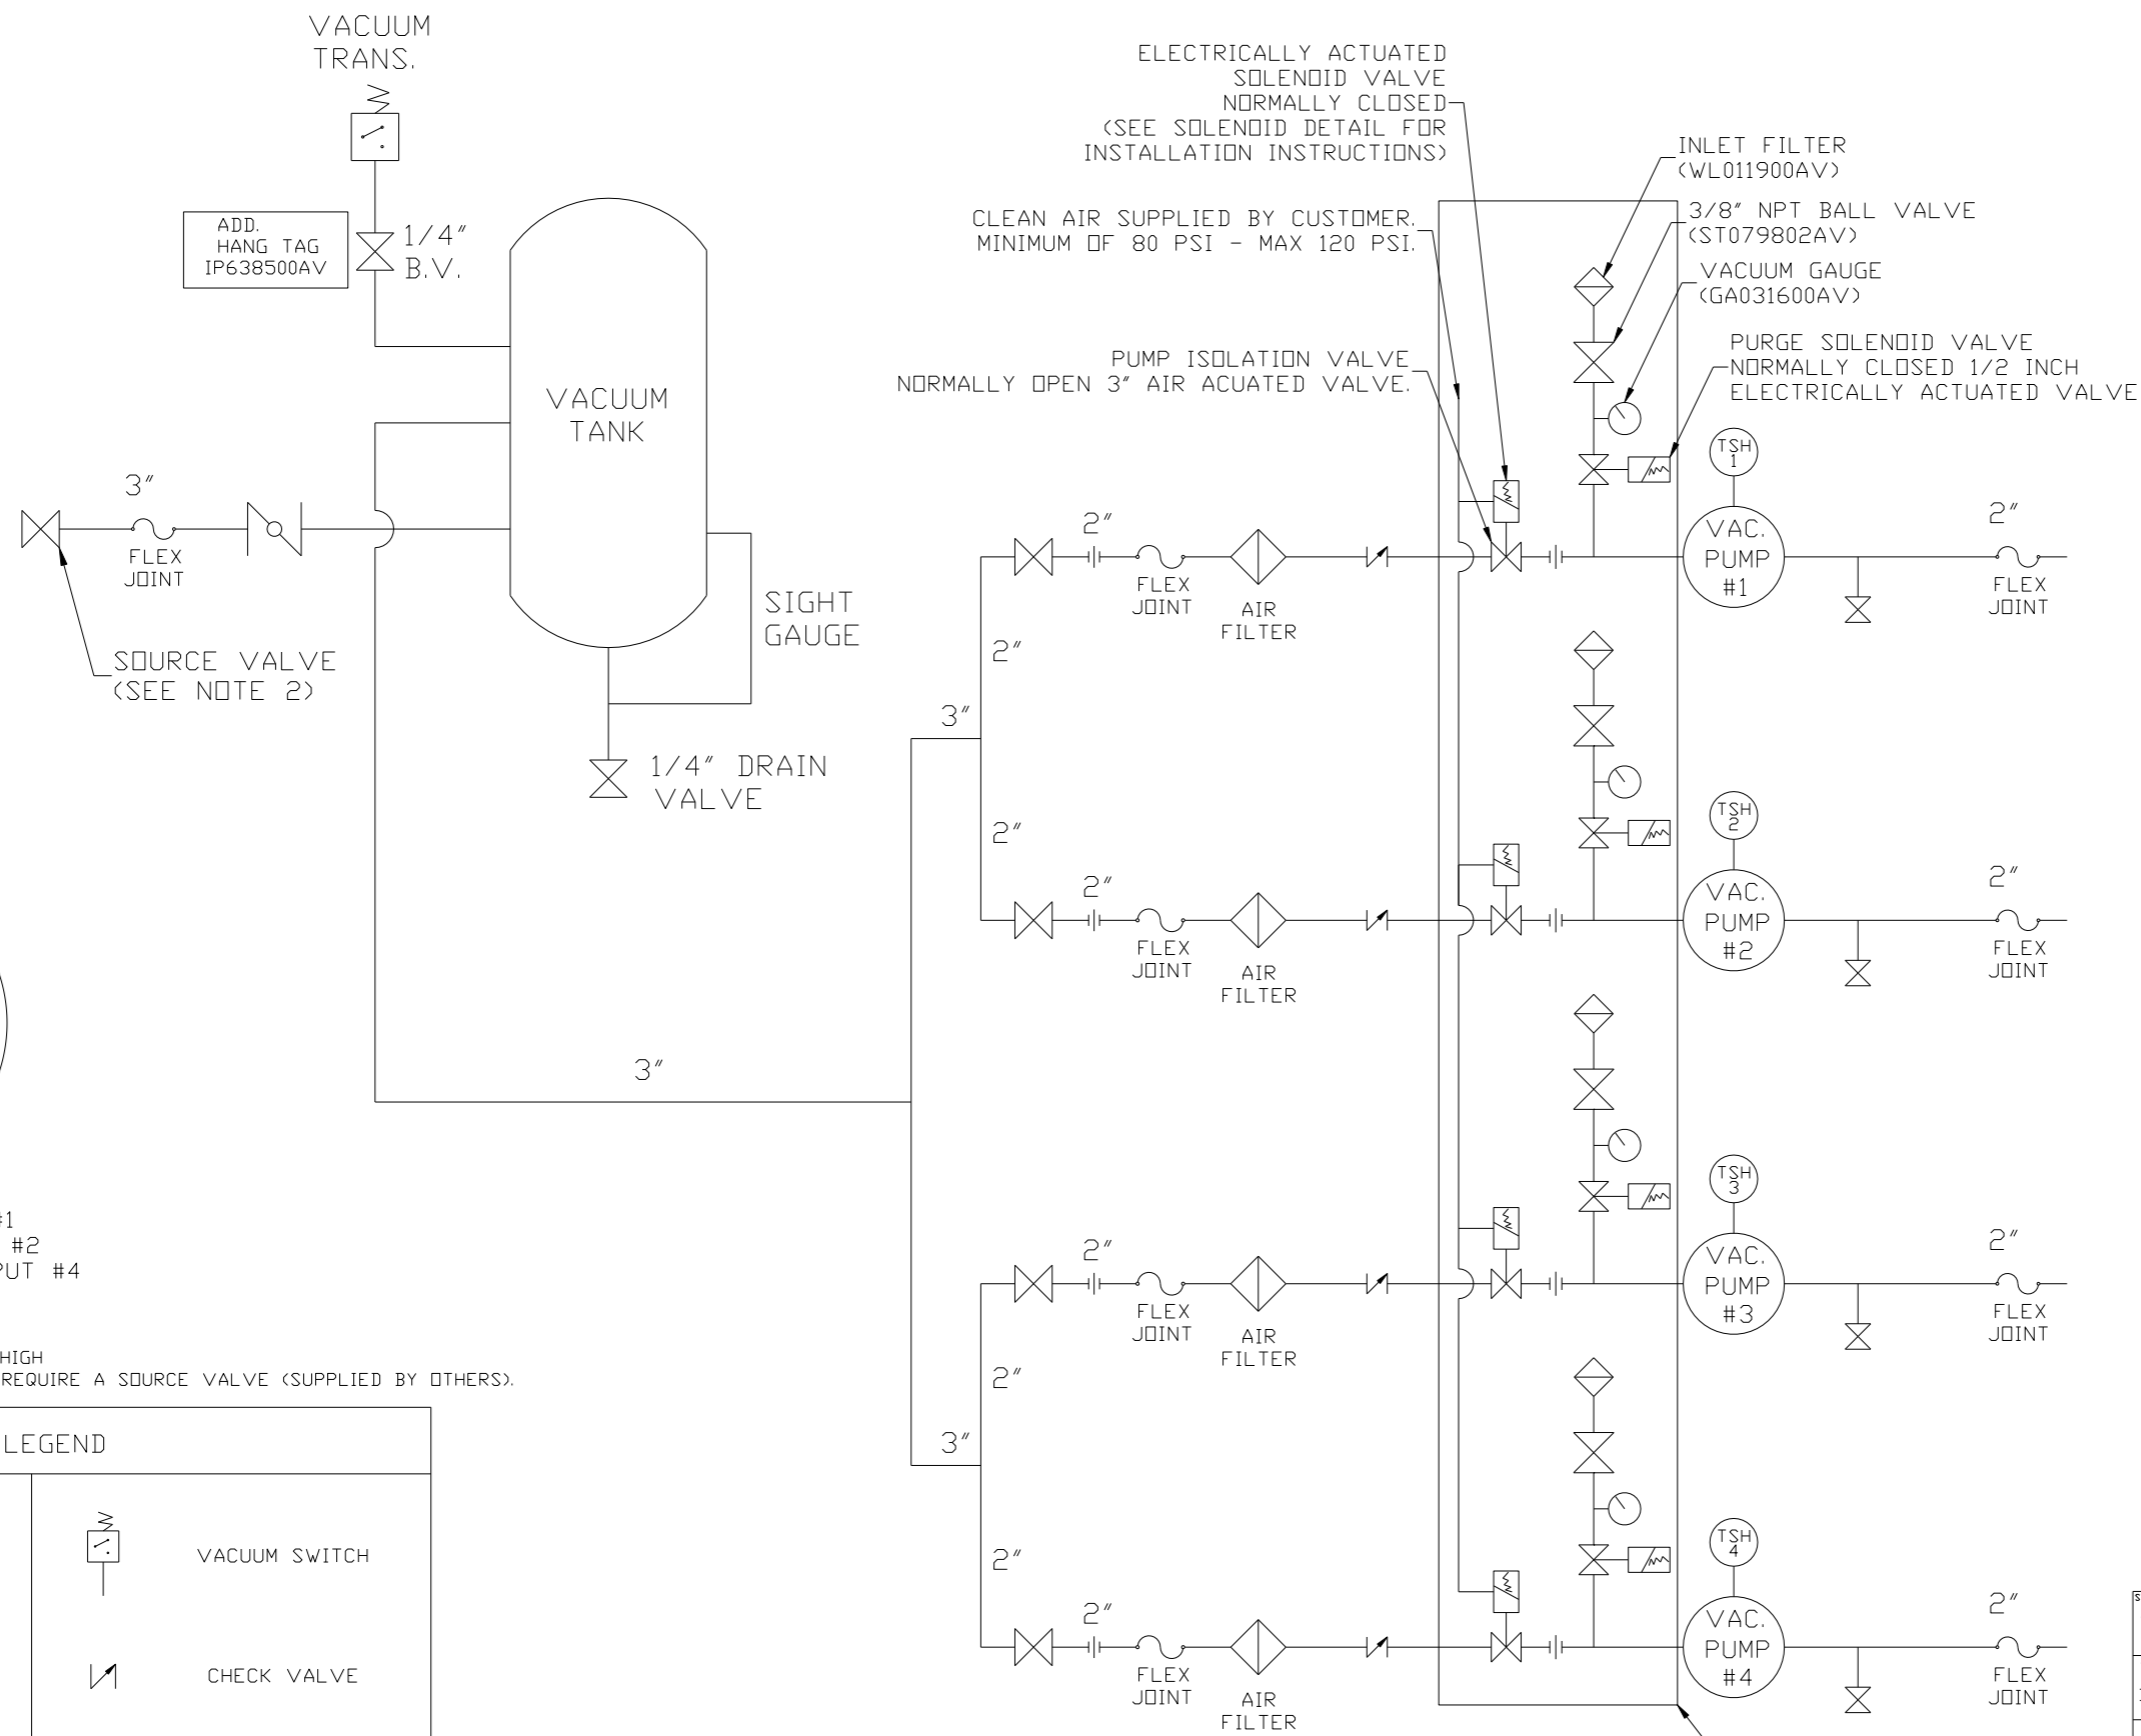 VACUUM
TRANS.
ADD.
HANG TAG
IP638500AV
1/4"
B.V.
VACUUM
TANK
3"
FLEX
JOINT
SOURCE VALVE
(SEE NOTE 2)
SIGHT
GAUGE
1/4" DRAIN
VALVE
3"
ELECTRICALLY ACTUATED
SOLENOID VALVE
NORMALLY CLOSED
(SEE SOLENOID DETAIL FOR
INSTALLATION INSTRUCTIONS)
CLEAN AIR SUPPLIED BY CUSTOMER.
MINIMUM OF 80 PSI - MAX 120 PSI.
PUMP ISOLATION VALVE
NORMALLY OPEN 3" AIR ACUATED VALVE.
INLET FILTER
(WL011900AV)
3/8" NPT BALL VALVE
(ST079802AV)
VACUUM GAUGE
(GA031600AV)
PURGE SOLENOID VALVE
NORMALLY CLOSED 1/2 INCH
ELECTRICALLY ACTUATED VALVE
2"
FLEX
JOINT
AIR
FILTER
TSH
1
VAC.
PUMP
#1
2"
FLEX
JOINT
2"
3"
2"
2"
FLEX
JOINT
AIR
FILTER
TSH
2
VAC.
PUMP
#2
2"
FLEX
JOINT
2"
FLEX
JOINT
AIR
FILTER
TSH
3
VAC.
PUMP
#3
2"
FLEX
JOINT
2"
3"
2"
2"
FLEX
JOINT
AIR
FILTER
TSH
4
VAC.
PUMP
#4
2"
FLEX
JOINT
#1
#2
#4
HIGH
REQUIRE A SOURCE VALVE (SUPPLIED BY OTHERS).
LEGEND
VACUUM SWITCH
CHECK VALVE